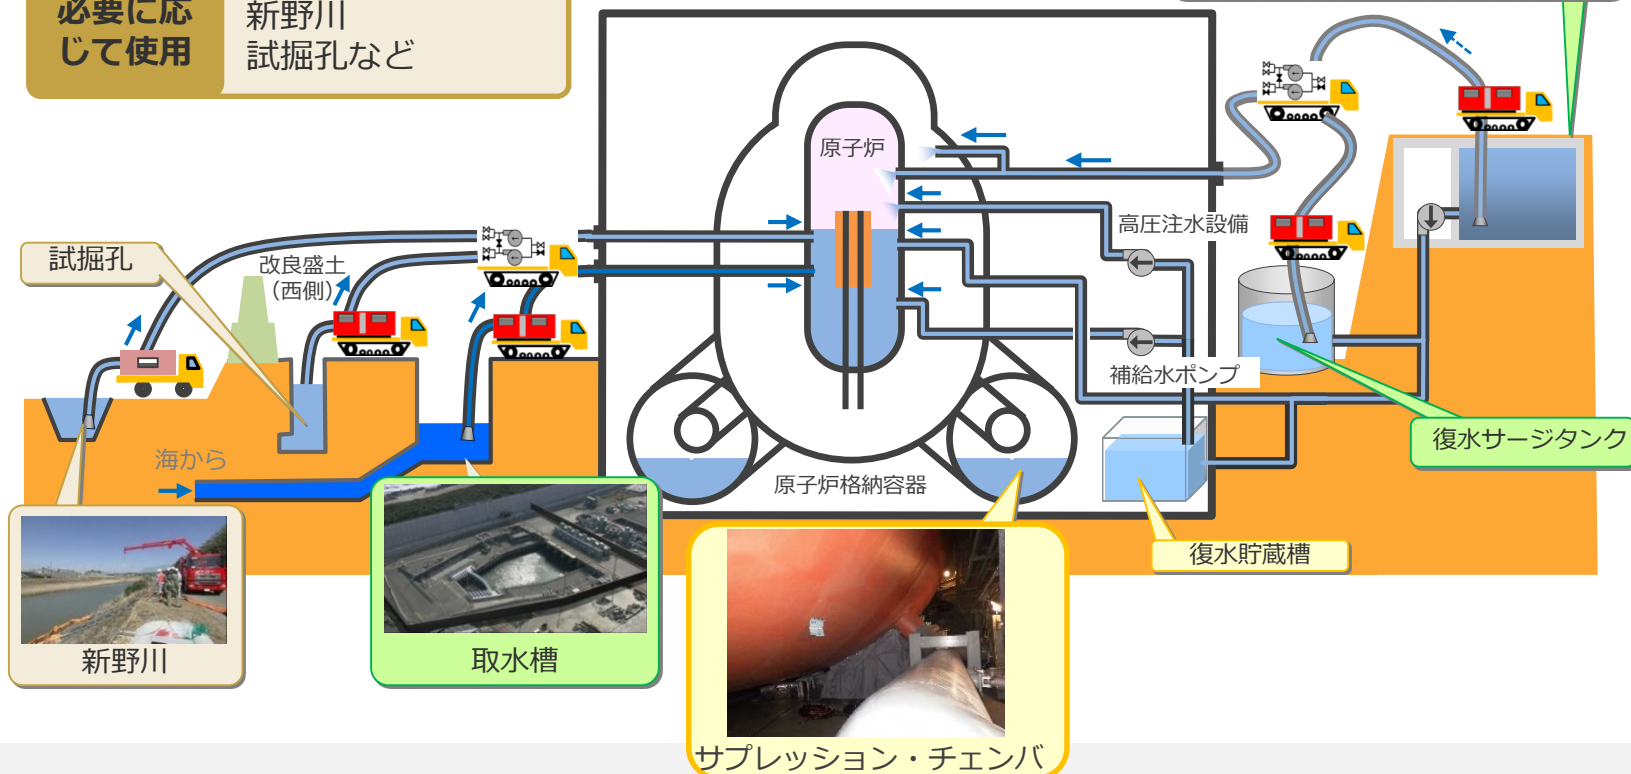 必要に応
じて使用
新野川
試掘孔など
原子炉
高圧注水設備
試掘孔
改良盛土
（西側）
補給水ポンプ
復水サージタンク
海から
原子炉格納容器
復水貯蔵槽
新野川
取水槽
サプレッション・チェンバ